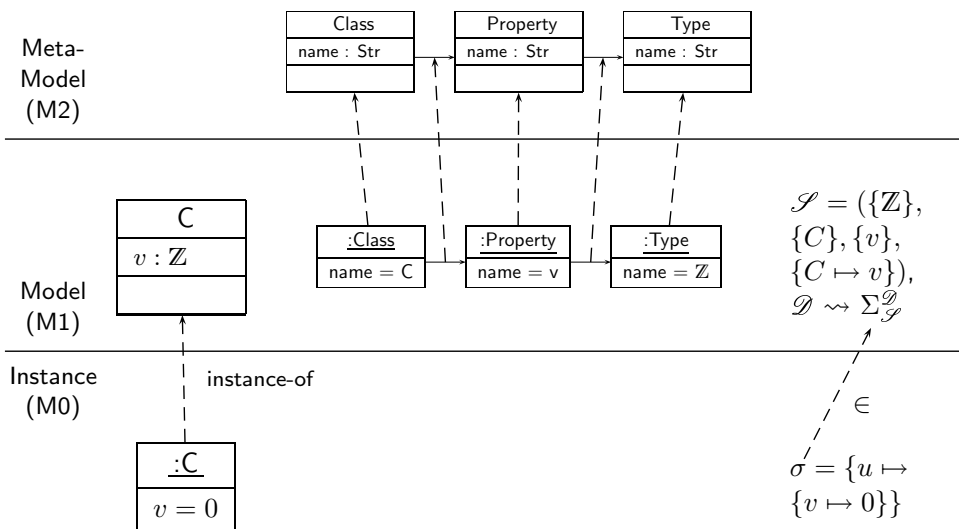 Meta-
Model
(M2)
Class
name : Str
Property
name : Str
Type
name : Str
Model
(M1)
C
v : ℤ
:Class
name = C
:Property
name = v
:Type
name = ℤ
𝒮 = ({ℤ},
{C}, {v},
{C ↦ v}),
𝒟 ⇝ Σ𝒟𝒮
Instance
(M0)
instance-of
:C
v = 0
∈
σ = {u ↦
{v ↦ 0}}